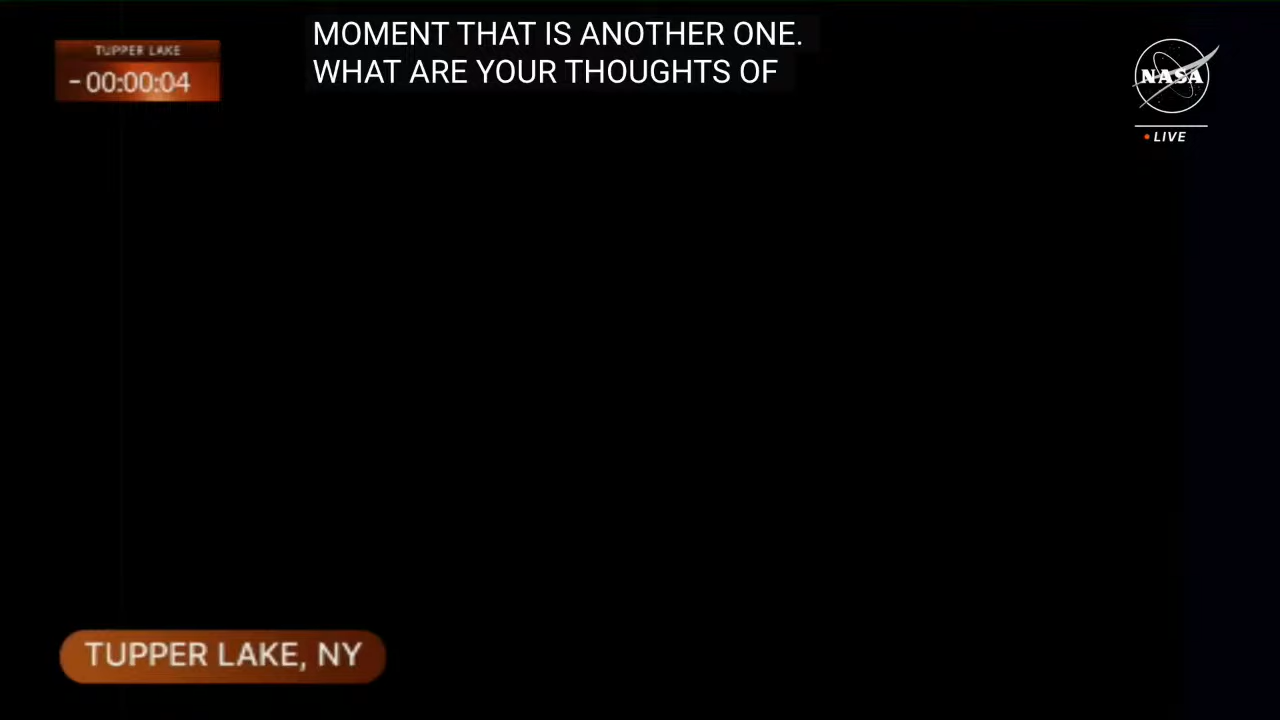 MOMENT THAT IS ANOTHER ONE.
WHAT ARE YOUR THOUGHTS OF
TUPPER LAKE
-00:00:04
NASA
LIVE
TUPPER LAKE, NY